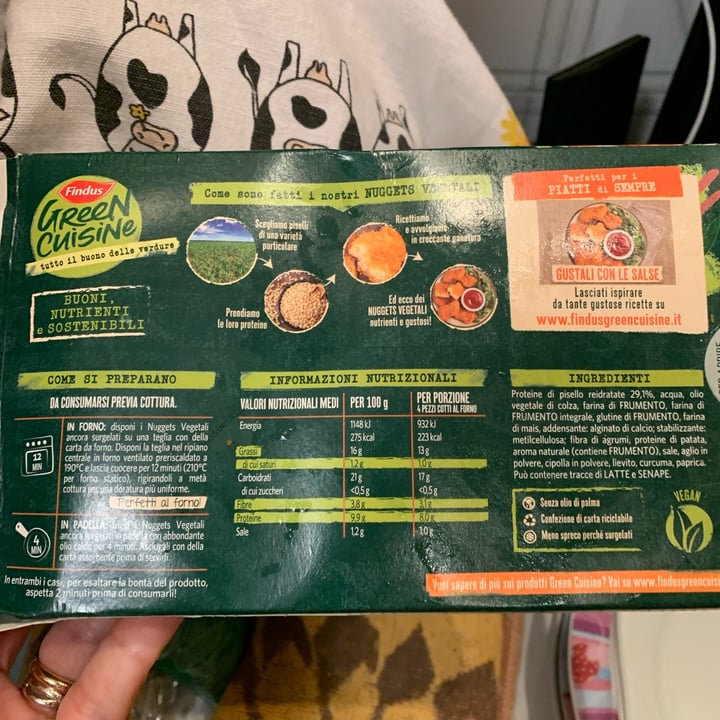 Findus
GREEN
CUISINE
tutto il buono delle verdure
BUONI,
NUTRIENTI
e SOSTENIBILI
Come sono fatti i nostri NUGGETS VEGETALI
Scegliamo piselli
di una varietà
particolare
Prendiamo
le loro proteine
Ricettiamo
e avvolgiamo
in croccante panatura
Ed ecco dei
NUGGETS VEGETALI
nutrienti e gustosi!
Perfetti per i
PIATTI di SEMPRE
GUSTALI CON LE SALSE
Lasciati ispirare
da tante gustose ricette su
www.findusgreencuisine.it
COME SI PREPARANO
DA CONSUMARSI PREVIA COTTURA.
12
MIN
IN FORNO: disponi i Nuggets Vegetali
ancora surgelati su una teglia con della
carta da forno. Disponi la teglia nel ripiano
centrale in forno ventilato preriscaldato a
190°C e lascia cuocere per 12 minuti (210°C
per forno statico), rigirandoli a metà
cottura per una doratura più uniforme.
Perfetti al forno!
4
MIN
IN PADELLA: friggi i Nuggets Vegetali
ancora surgelati in padella con abbondante
olio caldo per 4 minuti. Asciugali con della
carta assorbente prima di servirli.
In entrambi i casi, per esaltare la bontà del prodotto,
aspetta 2 minuti prima di consumarli!
INFORMAZIONI NUTRIZIONALI
VALORI NUTRIZIONALI MEDI PER 100 g PER PORZIONE
4 PEZZI COTTI AL FORNO
Energia 1148 kJ 932 kJ
275 kcal 223 kcal
Grassi 16 g 13 g
di cui saturi 1,2 g 1,0 g
Carboidrati 21 g 17 g
di cui zuccheri <0,5 g <0,5 g
Fibre 3,8 g 3,1 g
Proteine 9,9 g 8,0 g
Sale 1,2 g 1,0 g
INGREDIENTI
Proteine di pisello reidratate 29,1%, acqua, olio
vegetale di colza, farina di FRUMENTO, farina di
FRUMENTO integrale, glutine di FRUMENTO, farina
di mais, addensante: alginato di calcio; stabilizzante:
metilcellulosa; fibra di agrumi, proteine di patata,
aroma naturale (contiene FRUMENTO), sale, aglio in
polvere, cipolla in polvere, lievito, curcuma, paprica.
Può contenere tracce di LATTE e SENAPE.
Senza olio di palma
Confezione di carta riciclabile
Meno spreco perché surgelati
VEGAN
Vuoi sapere di più sui prodotti Green Cuisine? Vai su www.findusgreencuis